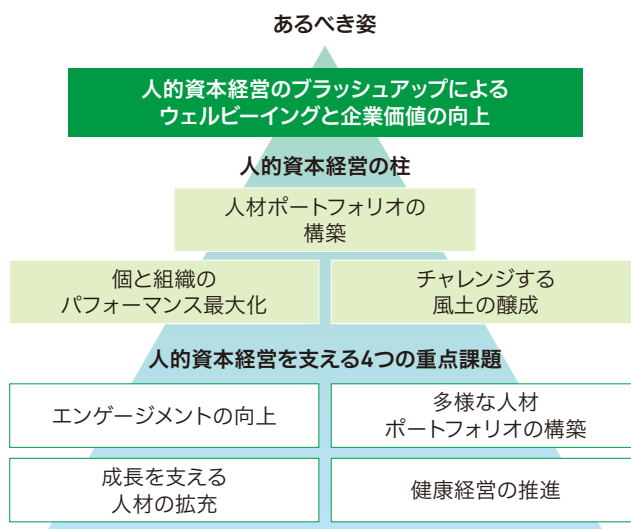 あるべき姿
人的資本経営のブラッシュアップによる
ウェルビーイングと企業価値の向上
人的資本経営の柱
人材ポートフォリオの
構築
個と組織の
パフォーマンス最大化
チャレンジする
風土の醸成
人的資本経営を支える4つの重点課題
エンゲージメントの向上
多様な人材
ポートフォリオの構築
成長を支える
人材の拡充
健康経営の推進